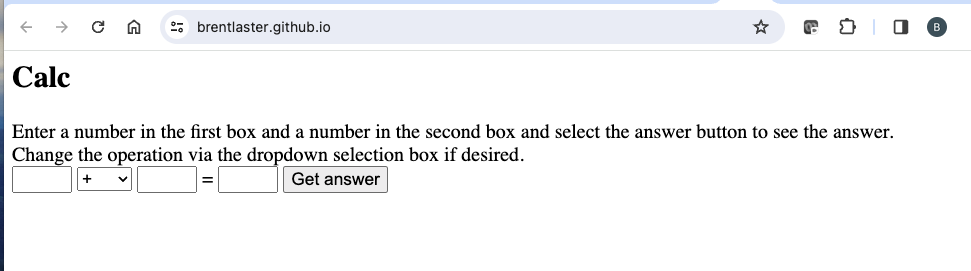 brentlaster.github.io
B
Calc
Enter a number in the first box and a number in the second box and select the answer button to see the answer.
Change the operation via the dropdown selection box if desired.
+ = Get answer